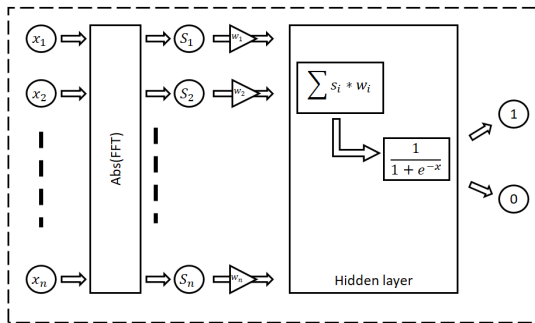 x₁ S₁ w₁
x₂ S₂ w₂
∑ sᵢ * wᵢ
1
Abs(FFT)
1
1 + e⁻ˣ
0
xₙ Sₙ wₙ
Hidden layer